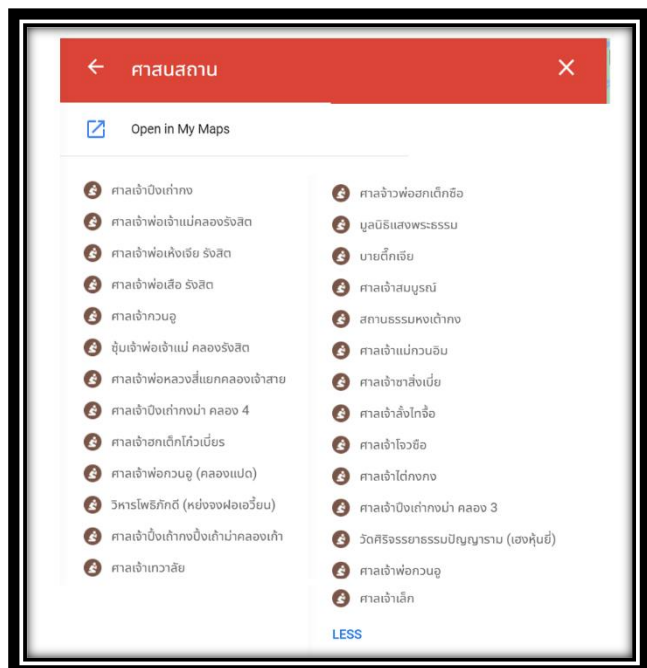 ศาสนสถาน
Open in My Maps
ศาลเจ้าปึงเถ่ากง
ศาลเจ้าพ่อเจ้าแม่คลองรังสิต
ศาลเจ้าพ่อเห้งเจีย รังสิต
ศาลเจ้าพ่อเสือ รังสิต
ศาลเจ้ากวนอู
ซุ้มเจ้าพ่อเจ้าแม่ คลองรังสิต
ศาลเจ้าพ่อหลวงสี่แยกคลองเจ้าสาย
ศาลเจ้าปึงเถ่ากงม่า คลอง 4
ศาลเจ้าฮกเต็กโก๋วเบี่ยร
ศาลเจ้าพ่อกวนอู (คลองแปด)
วิหารโพธิภักดี (หย่งจงฝอเอวี้ยน)
ศาลเจ้าปึ้งเถ้ากงปึ้งเถ้าม่าคลองเก้า
ศาลเจ้าเทวาลัย
ศาลจ้าวพ่อฮกเต็กซือ
มูลนิธิแสงพระธรรม
บายติ๊กเจีย
ศาลเจ้าสมบูรณ์
สถานธรรมหงเต้ากง
ศาลเจ้าแม่กวนอิม
ศาลเจ้าซาสิ่งเบี่ย
ศาลเจ้าลั้งไทจื้อ
ศาลเจ้าโจวซือ
ศาลเจ้าไต่กงกง
ศาลเจ้าปึงเถ่ากงม่า คลอง 3
วัดศิริจรรยาธรรมปัญญาราม (เฮงหุ้นยี่)
ศาลเจ้าพ่อกวนอู
ศาลเจ้าเล็ก
LESS